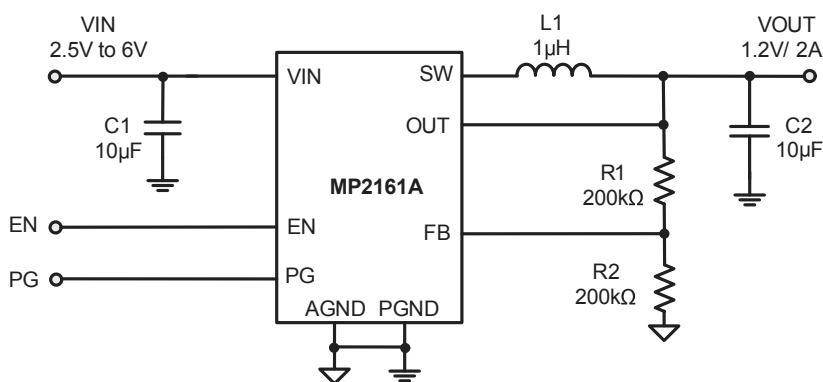 VIN
2.5V to 6V
C1
10µF
EN
PG
VIN
EN
PG
MP2161A
SW
OUT
FB
AGND PGND
L1
1µH
R1
200kΩ
R2
200kΩ
VOUT
1.2V/ 2A
C2
10µF